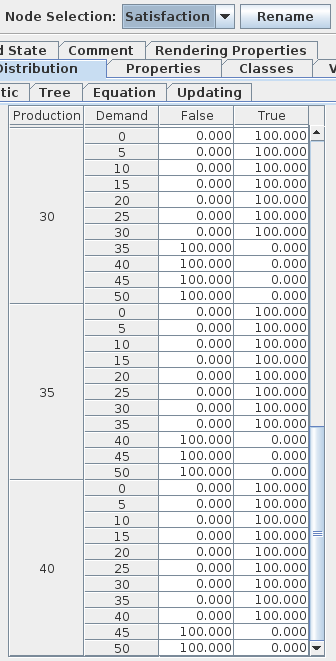 Node Selection: Satisfaction Rename
d State Comment Rendering Properties
Distribution Properties Classes V
tic Tree Equation Updating
Production Demand False True
0 0.000 100.000
5 0.000 100.000
10 0.000 100.000
15 0.000 100.000
20 0.000 100.000
30 25 0.000 100.000
30 0.000 100.000
35 100.000 0.000
40 100.000 0.000
45 100.000 0.000
50 100.000 0.000
0 0.000 100.000
5 0.000 100.000
10 0.000 100.000
15 0.000 100.000
20 0.000 100.000
35 25 0.000 100.000
30 0.000 100.000
35 0.000 100.000
40 100.000 0.000
45 100.000 0.000
50 100.000 0.000
0 0.000 100.000
5 0.000 100.000
10 0.000 100.000
15 0.000 100.000
20 0.000 100.000
40 25 0.000 100.000
30 0.000 100.000
35 0.000 100.000
40 0.000 100.000
45 100.000 0.000
50 100.000 0.000